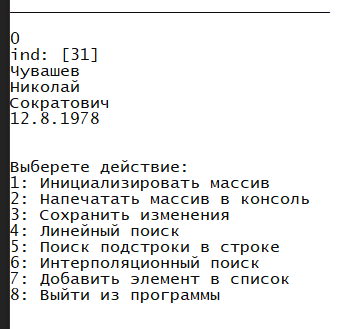 0
ind: [31]
Чувашев
Николай
Сократович
12.8.1978
Выберете действие:
1: Инициализировать массив
2: Напечатать массив в консоль
3: Сохранить изменения
4: Линейный поиск
5: Поиск подстроки в строке
6: Интерполяционный поиск
7: Добавить элемент в список
8: Выйти из программы